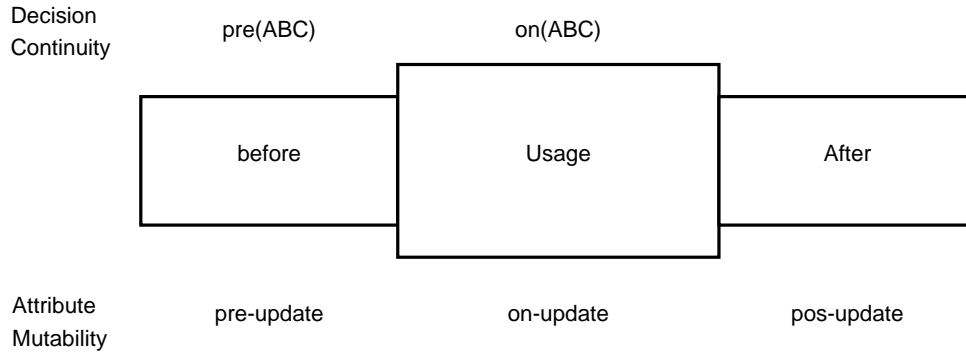 Decision
Continuity
pre(ABC)
on(ABC)
before
Usage
After
Attribute
Mutability
pre-update
on-update
pos-update